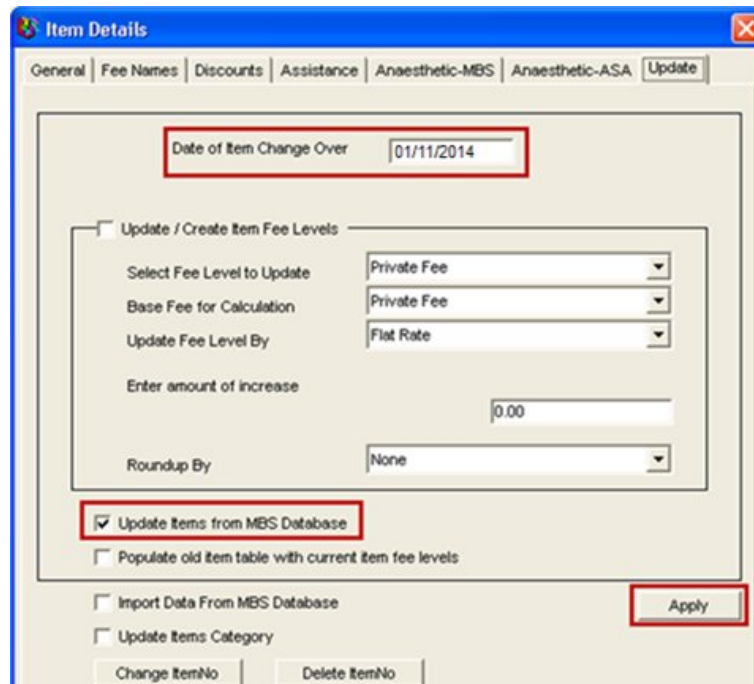 Item Details
General Fee Names Discounts Assistance Anaesthetic-MBS Anaesthetic-ASA Update
Date of Item Change Over 01/11/2014
Update / Create Item Fee Levels
Select Fee Level to Update Private Fee
Base Fee for Calculation Private Fee
Update Fee Level By Flat Rate
Enter amount of increase
0.00
Roundup By None
Update Items from MBS Database
Populate old item table with current item fee levels
Import Data From MBS Database Apply
Update Items Category
Change ItemNo Delete ItemNo